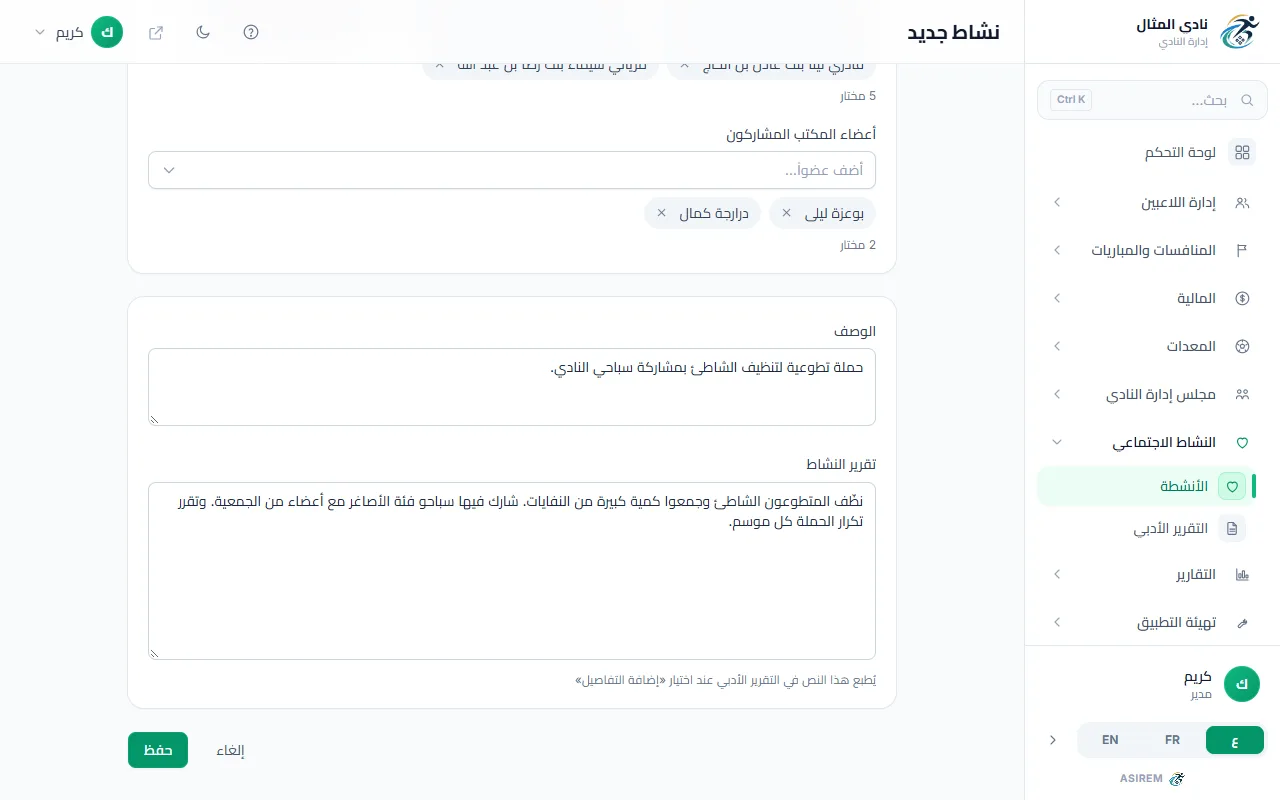 نادي المثال
إدارة النادي
بحث...
Ctrl K
لوحة التحكم
إدارة اللاعبين
المنافسات والمباريات
المالية
المعدات
مجلس إدارة النادي
النشاط الاجتماعي
الأنشطة
التقرير الأدبي
التقارير
تهيئة التطبيق
ك
كريم
مدير
ع
FR
EN
ASIREM
نشاط جديد
ك
كريم
5 مختار
أعضاء المكتب المشاركون
أضف عضواً...
بوعزة ليلى
درارجة كمال
2 مختار
الوصف
حملة تطوعية لتنظيف الشاطئ بمشاركة سباحي النادي.
تقرير النشاط
نظّف المتطوعون الشاطئ وجمعوا كمية كبيرة من النفايات. شارك فيها سباحو فئة الأصاغر مع أعضاء من الجمعية. وتقرر
تكرار الحملة كل موسم.
يُطبع هذا النص في التقرير الأدبي عند اختيار «إضافة التفاصيل»
إلغاء
حفظ